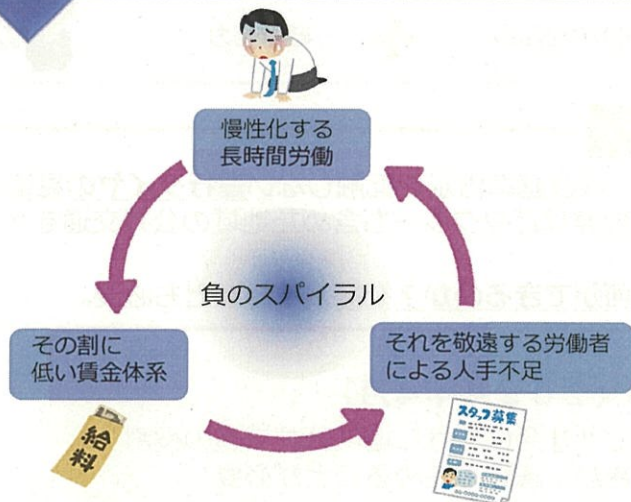 慢性化する
長時間労働
負のスパイラル
その割に
低い賃金体系
それを敬遠する労働者
による人手不足
給料
スタッフ募集